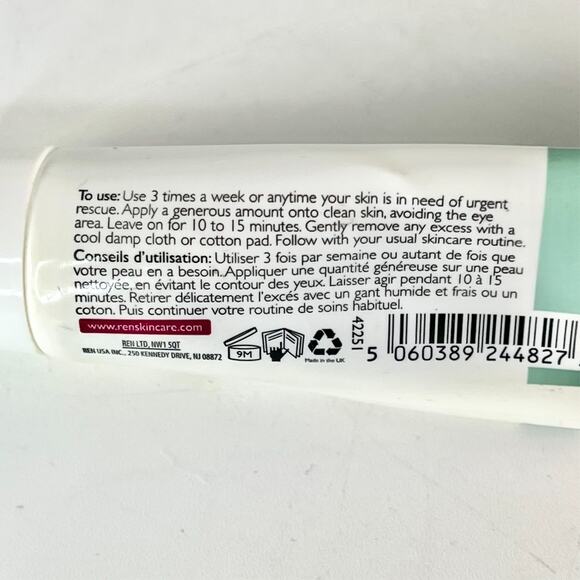 To use: Use 3 times a week or anytime your skin is in need of urgent
rescue. Apply a generous amount onto clean skin, avoiding the eye
area. Leave on for 10 to 15 minutes. Gently remove any excess with a
cool damp cloth or cotton pad. Follow with your usual skincare routine.
Conseils d'utilisation: Utiliser 3 fois par semaine ou autant de fois que
votre peau en a besoin. Appliquer une quantité généreuse sur une peau
nettoyée, en évitant le contour des yeux. Laisser agir pendant 10 à 15
minutes. Retirer délicatement l'excés avec un gant humide et frais ou un
coton. Puis continuer votre routine de soins habituel.
www.renskincare.com
REN LTD, NW1 5QT
REN USA INC., 250 KENNEDY DRIVE, NJ 08872
9M
Made in the UK
42251
5 060389 244827